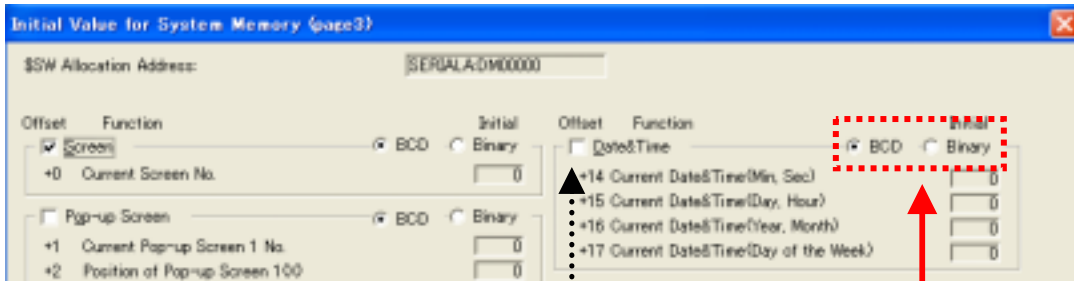 Initial Value for System Memory (page3)
$SW Allocation Address: SERIALA:DM00000
Offset Function Initial
Screen BCD Binary
+0 Current Screen No. 0
Pop-up Screen BCD Binary
+1 Current Pop-up Screen 1 No. 0
+2 Position of Pop-up Screen 100 0
Offset Function Initial
Date&Time BCD Binary
+14 Current Date&Time(Min, Sec) 0
+15 Current Date&Time(Day, Hour) 0
+16 Current Date&Time(Year, Month) 0
+17 Current Date&Time(Day of the Week) 0